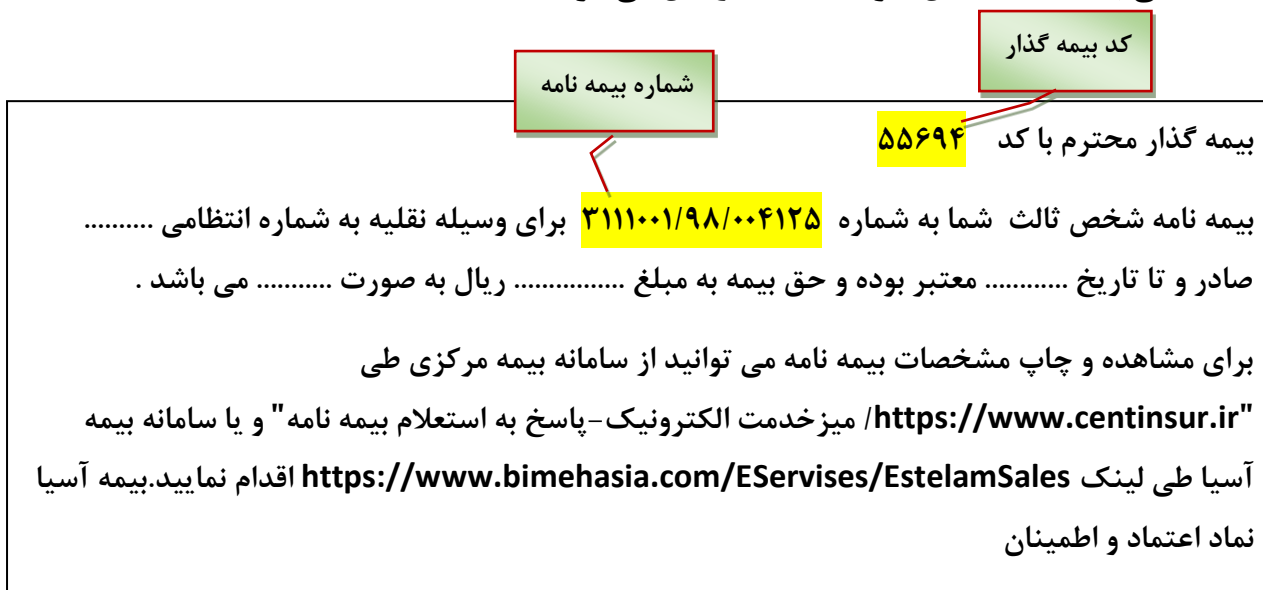 کد بیمه گذار
شماره بیمه نامه
بیمه گذار محترم با کد ۵۵۶۹۴
بیمه نامه شخص ثالث شما به شماره ۳۱۱۱۰۰۱/۹۸/۰۰۴۱۲۵ برای وسیله نقلیه به شماره انتظامی ..........
صادر و تا تاریخ ............ معتبر بوده و حق بیمه به مبلغ ................ ریال به صورت ........... می باشد .
برای مشاهده و چاپ مشخصات بیمه نامه می توانید از سامانه بیمه مرکزی طی
"https://www.centinsur.ir/ میزخدمت الکترونیک-پاسخ به استعلام بیمه نامه" و یا سامانه بیمه
آسیا طی لینک https://www.bimehasia.com/EServises/EstelamSales اقدام نمایید.بیمه آسیا
نماد اعتماد و اطمینان